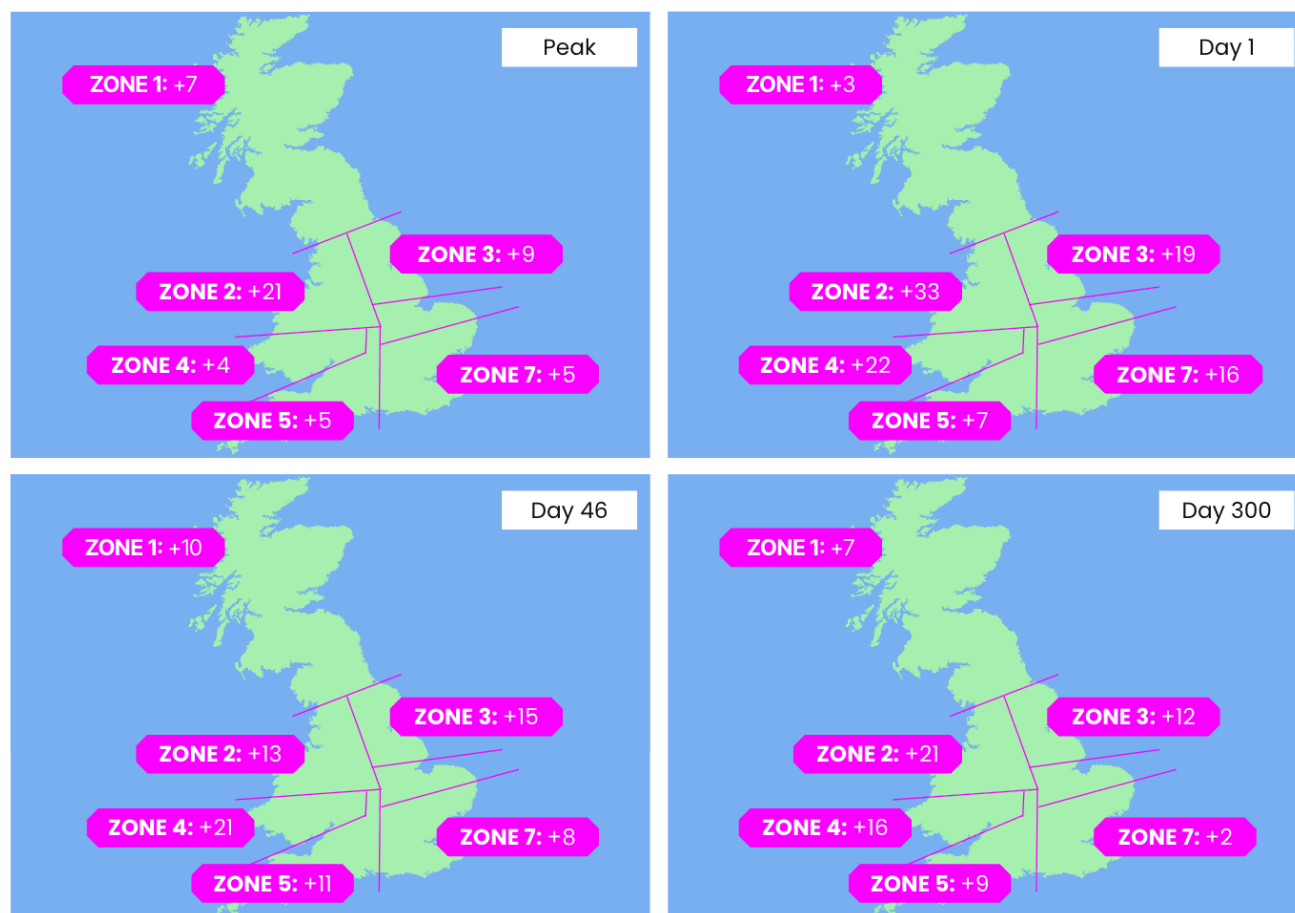 Peak
ZONE 1: +7
ZONE 3: +9
ZONE 2: +21
ZONE 4: +4
ZONE 7: +5
ZONE 5: +5
Day 1
ZONE 1: +3
ZONE 3: +19
ZONE 2: +33
ZONE 4: +22
ZONE 7: +16
ZONE 5: +7
Day 46
ZONE 1: +10
ZONE 3: +15
ZONE 2: +13
ZONE 4: +21
ZONE 7: +8
ZONE 5: +11
Day 300
ZONE 1: +7
ZONE 3: +12
ZONE 2: +21
ZONE 4: +16
ZONE 7: +2
ZONE 5: +9